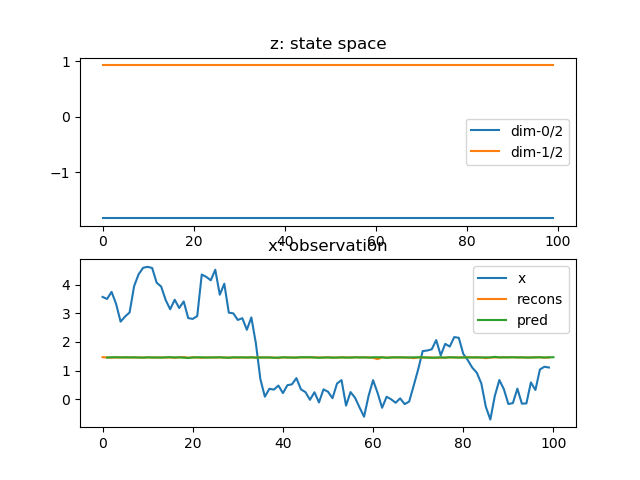 z: state space
1
0
−1
dim-0/2
dim-1/2
0 20 40 60 80 100
x: observation
4
3
2
1
0
x
recons
pred
0 20 40 60 80 100